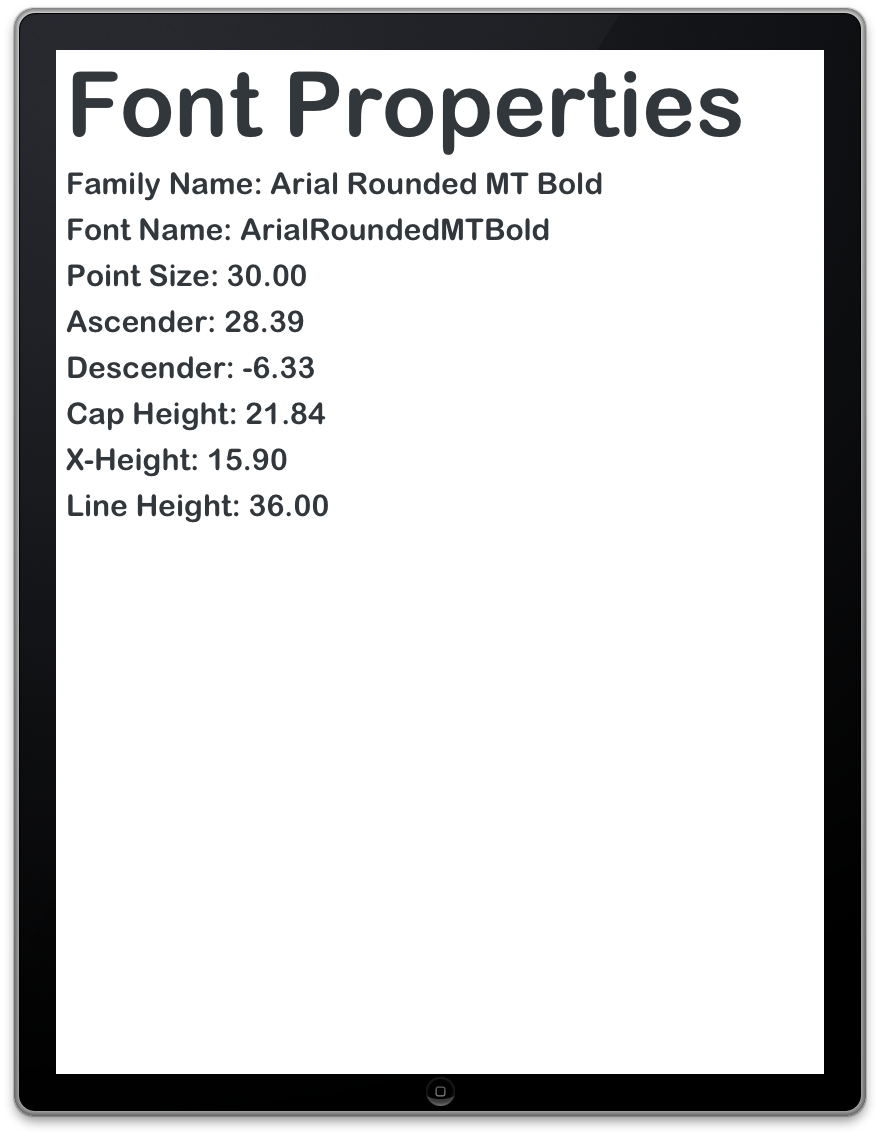 Font Properties
Family Name: Arial Rounded MT Bold
Font Name: ArialRoundedMTBold
Point Size: 30.00
Ascender: 28.39
Descender: -6.33
Cap Height: 21.84
X-Height: 15.90
Line Height: 36.00